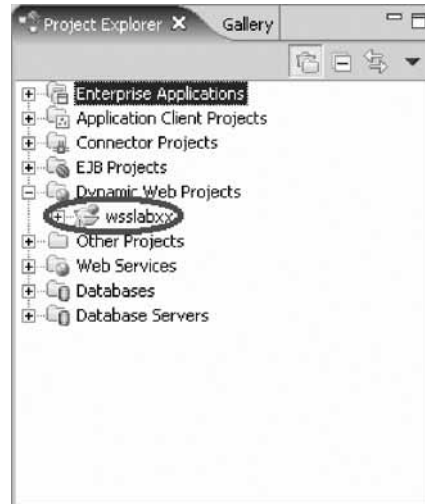 Project Explorer Gallery
Enterprise Applications
Application Client Projects
Connector Projects
EJB Projects
Dynamic Web Projects
wsslabxx
Other Projects
Web Services
Databases
Database Servers